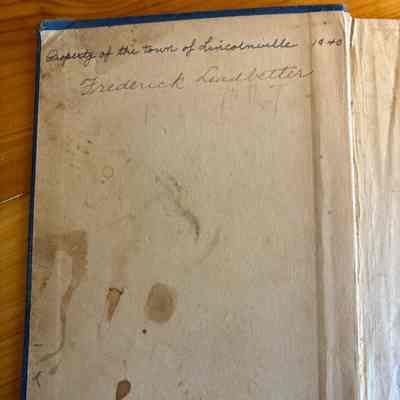 Property of the town of Lincolnville 1940
Frederick Leadbetter